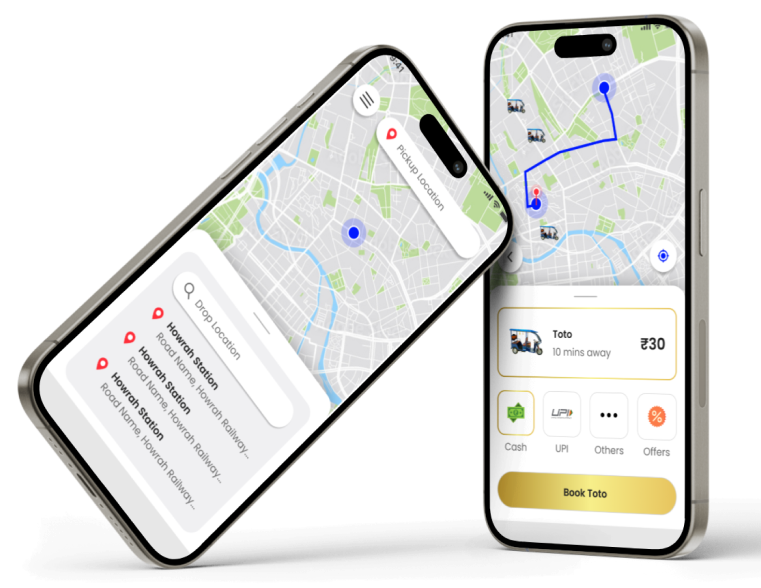 9:41
Pickup Location
Drop Location
Howrah Station
Road Name, Howrah Railway...
Howrah Station
Road Name, Howrah Railway...
Howrah Station
Road Name, Howrah Railway...
Toto
10 mins away
₹30
UPI
Cash
UPI
Others
Offers
Book Toto